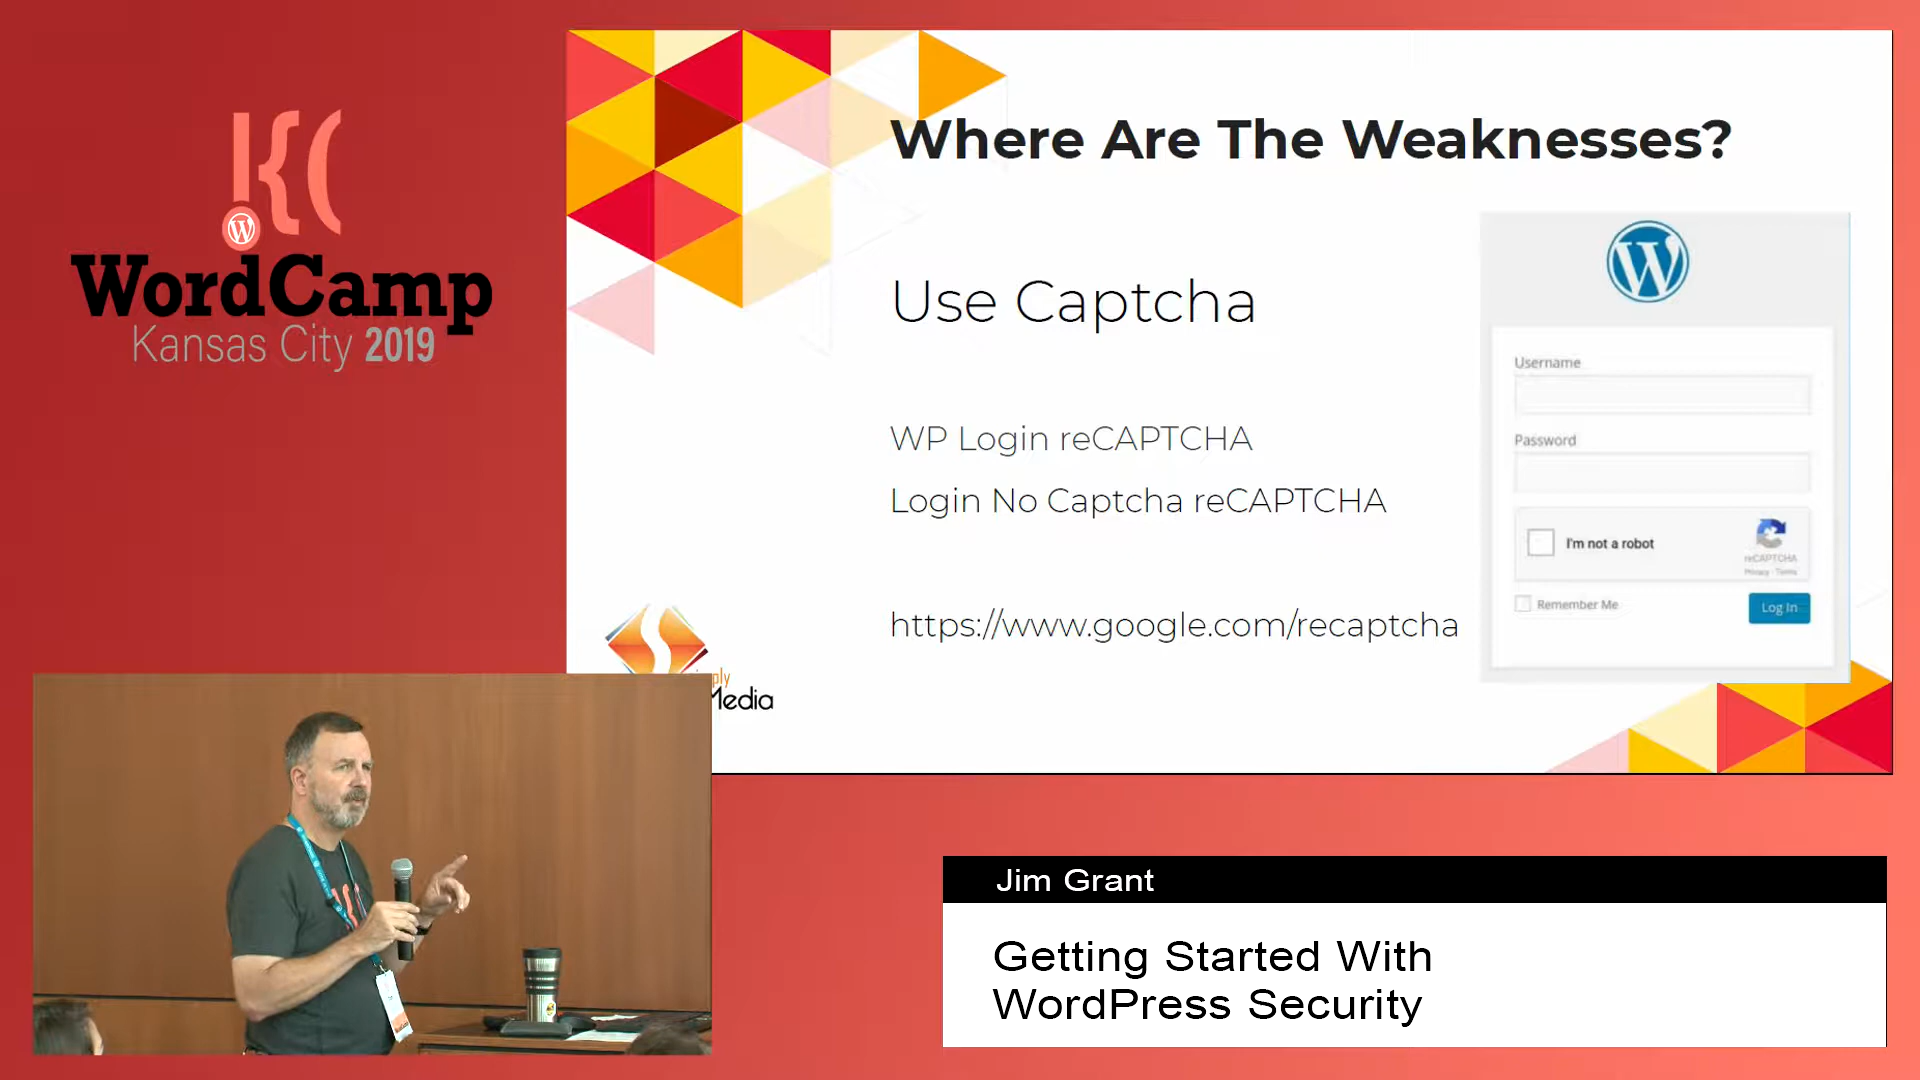 WordCamp
Kansas City 2019
Where Are The Weaknesses?
Use Captcha
WP Login reCAPTCHA
Login No Captcha reCAPTCHA
https://www.google.com/recaptcha
Username
Password
I'm not a robot
reCAPTCHA
Privacy - Terms
Remember Me
Log In
Media
Jim Grant
Getting Started With
WordPress Security